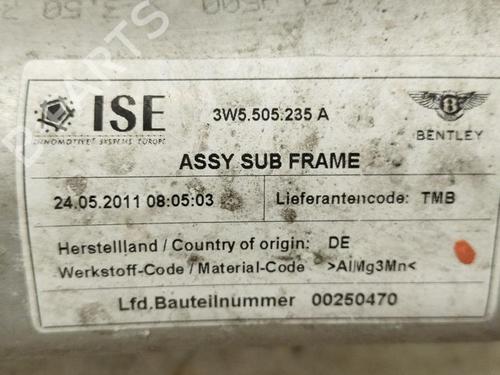 ISE
INNOMOTIVE SYSTEMS EUROPE
3W5.505.235 A
B
BENTLEY
ASSY SUB FRAME
24.05.2011 08:05:03
Lieferantencode: TMB
Herstellland / Country of origin: DE
Werkstoff-Code / Material-Code >AlMg3Mn<
Lfd.Bauteilnummer 00250470